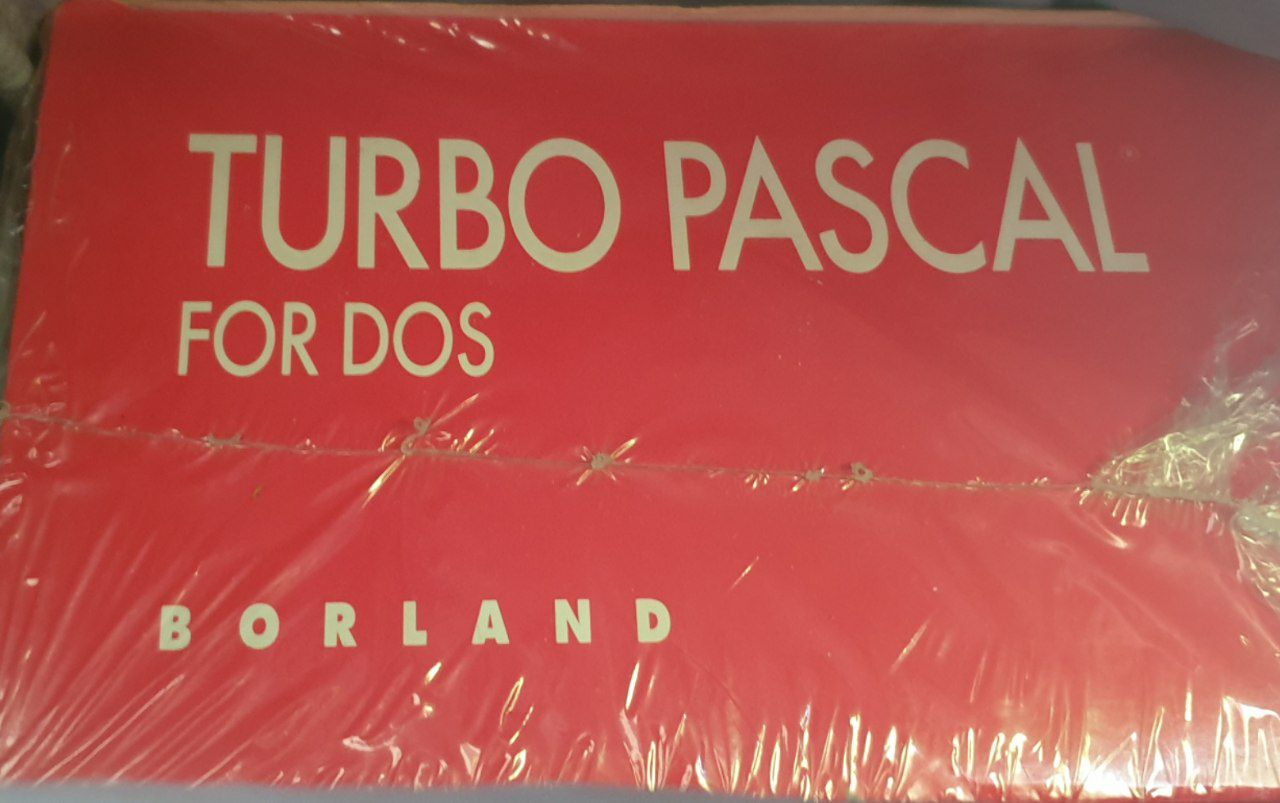 TURBO PASCAL®
FOR DOS
BORLAND